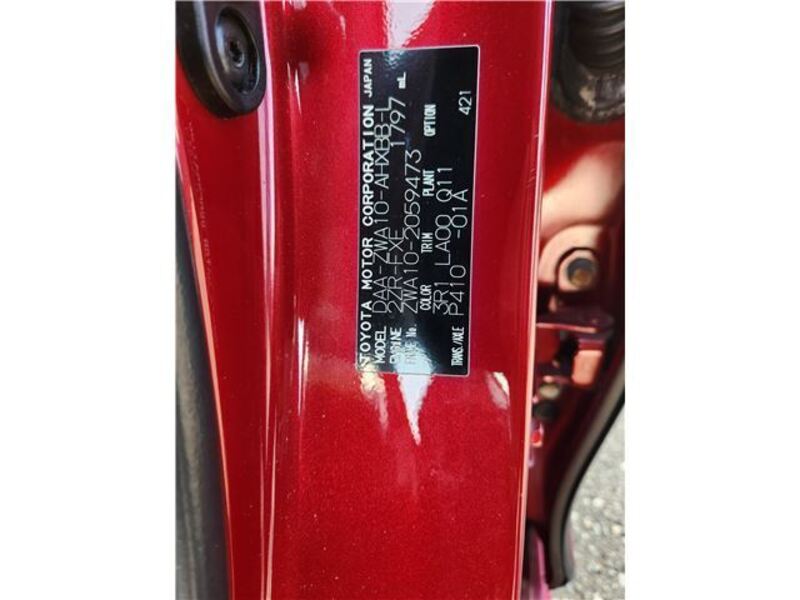 TOYOTA MOTOR CORPORATION JAPAN
MODEL DAA-ZWA10-AHXBB-L
ENGINE 2ZR-FXE 1797 mL
FRAME No. ZWA10-2059473
COLOR TRIM PLANT OPTION
3R1 LA00 Q11
TRANS./AXLE P410 -01A 421